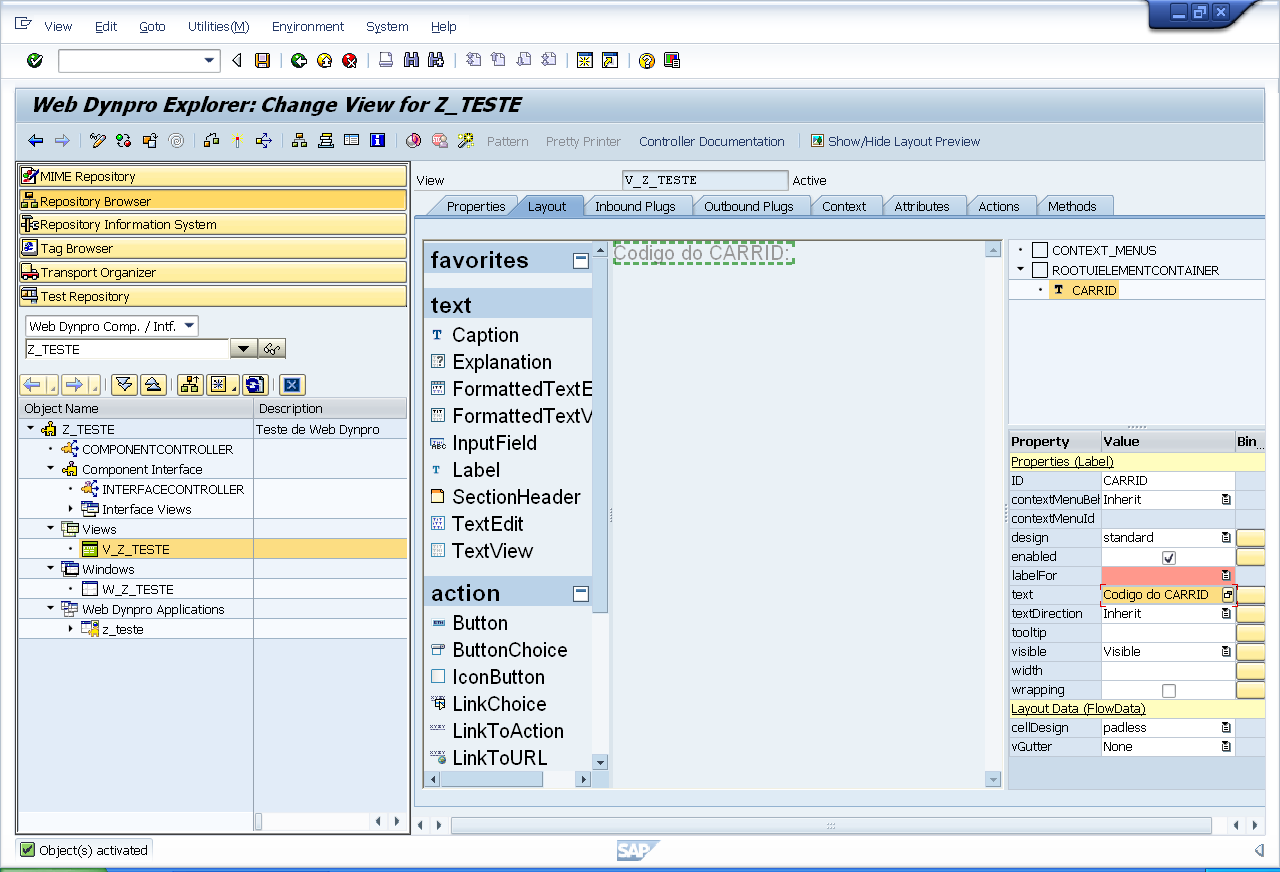 View Edit Goto Utilities(M) Environment System Help
Web Dynpro Explorer: Change View for Z_TESTE
Pattern Pretty Printer Controller Documentation Show/Hide Layout Preview
MIME Repository
Repository Browser
Repository Information System
Tag Browser
Transport Organizer
Test Repository
Web Dynpro Comp. / Intf.
Z_TESTE
Object Name Description
Z_TESTE Teste de Web Dynpro
COMPONENTCONTROLLER
Component Interface
INTERFACECONTROLLER
Interface Views
Views
V_Z_TESTE
Windows
W_Z_TESTE
Web Dynpro Applications
z_teste
View V_Z_TESTE Active
Properties Layout Inbound Plugs Outbound Plugs Context Attributes Actions Methods
favorites
text
Caption
Explanation
FormattedTextE
FormattedTextV
InputField
Label
SectionHeader
TextEdit
TextView
action
Button
ButtonChoice
IconButton
LinkChoice
LinkToAction
LinkToURL
Codigo do CARRID:
CONTEXT_MENUS
ROOTUIELEMENTCONTAINER
CARRID
Property Value Bin...
Properties (Label)
ID CARRID
contextMenuBeh Inherit
contextMenuId
design standard
enabled
labelFor
text Codigo do CARRID
textDirection Inherit
tooltip
visible Visible
width
wrapping
Layout Data (FlowData)
cellDesign padless
vGutter None
Object(s) activated
SAP